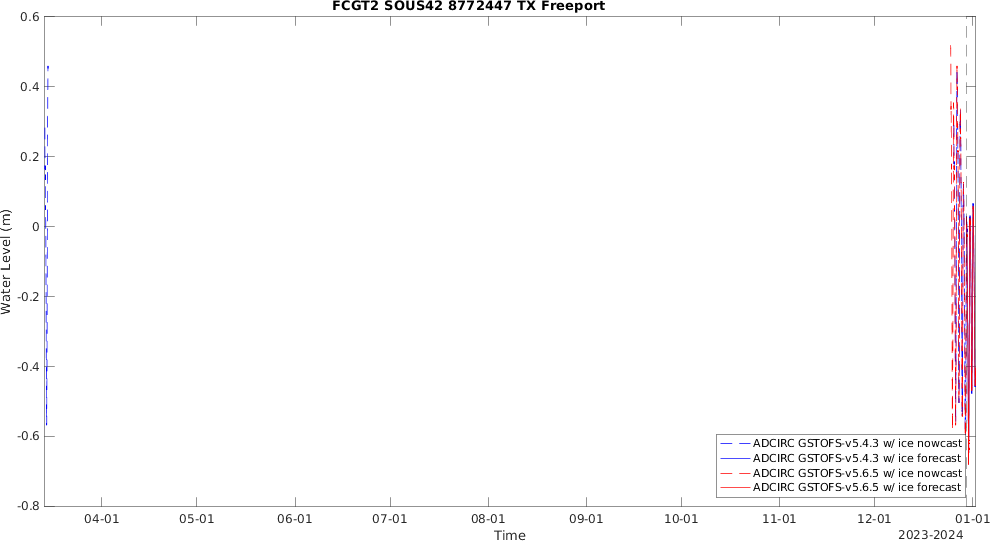 FCGT2 SOUS42 8772447 TX Freeport
Water Level (m)
0.6
0.4
0.2
0
-0.2
-0.4
-0.6
-0.8
ADCIRC GSTOFS-v5.4.3 w/ ice nowcast
ADCIRC GSTOFS-v5.4.3 w/ ice forecast
ADCIRC GSTOFS-v5.6.5 w/ ice nowcast
ADCIRC GSTOFS-v5.6.5 w/ ice forecast
04-01 05-01 06-01 07-01 08-01 09-01 10-01 11-01 12-01 01-01
Time
2023-2024